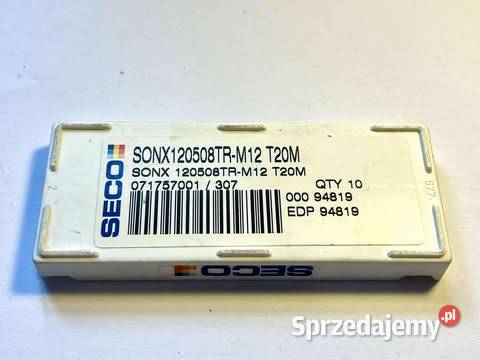 SECO
SONX120508TR-M12 T20M
SONX 120508TR-M12 T20M
071757001 / 307
QTY 10
000 94819
EDP 94819
SECO
Sprzedajemy.pl